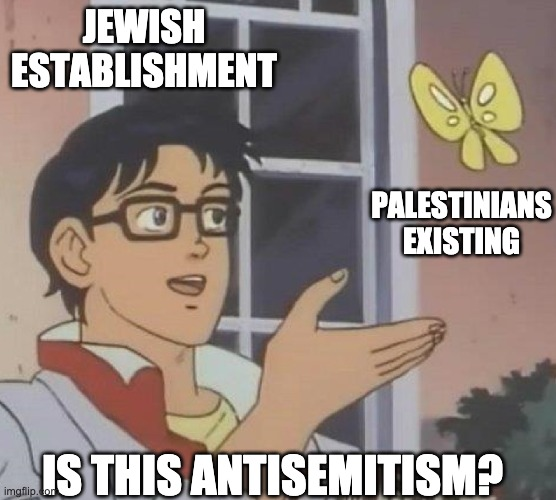 JEWISH
ESTABLISHMENT
PALESTINIANS
EXISTING
IS THIS ANTISEMITISM?
imgflip.com